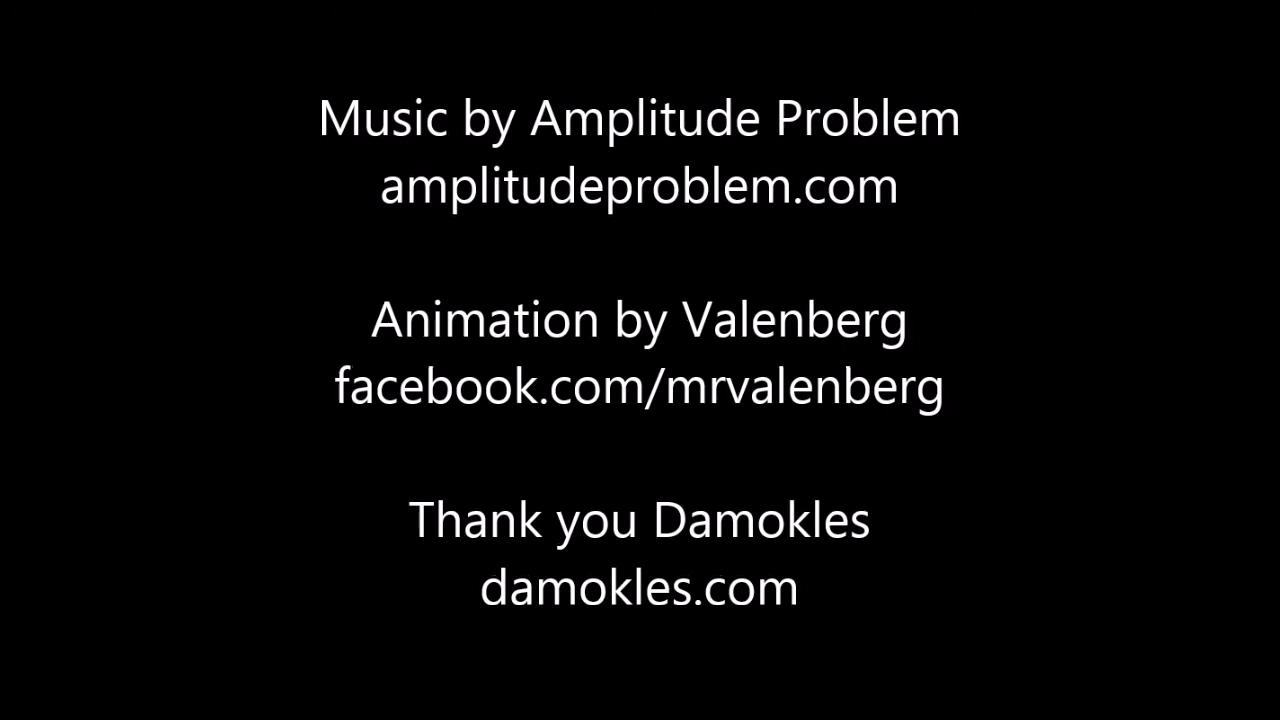 Music by Amplitude Problem
amplitudeproblem.com
Animation by Valenberg
facebook.com/mrvalenberg
Thank you Damokles
damokles.com